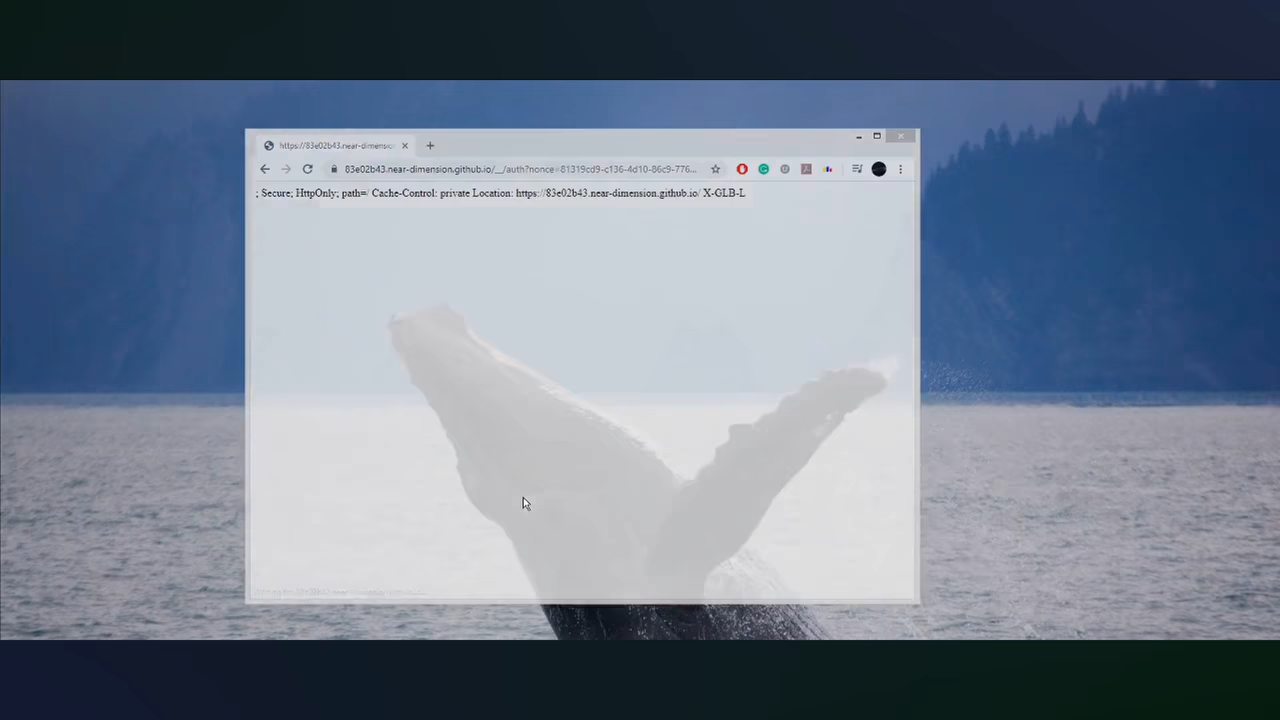 https://83e02b43.near-dimensio
83e02b43.near-dimension.github.io/__/auth?nonce=81319cd9-c136-4d10-86c9-776...
; Secure; HttpOnly; path=/ Cache-Control: private Location: https://83e02b43.near-dimension.github.io/ X-GLB-L